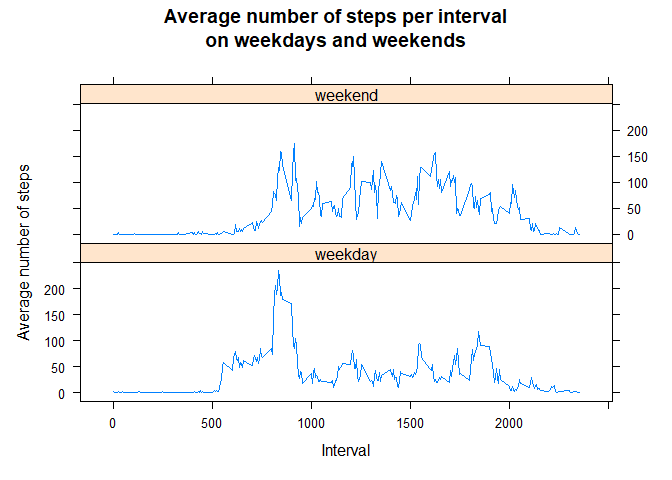 Average number of steps per interval
on weekdays and weekends
weekend
200
150
100
50
0
weekday
200
150
100
50
0
Average number of steps
0 500 1000 1500 2000
Interval